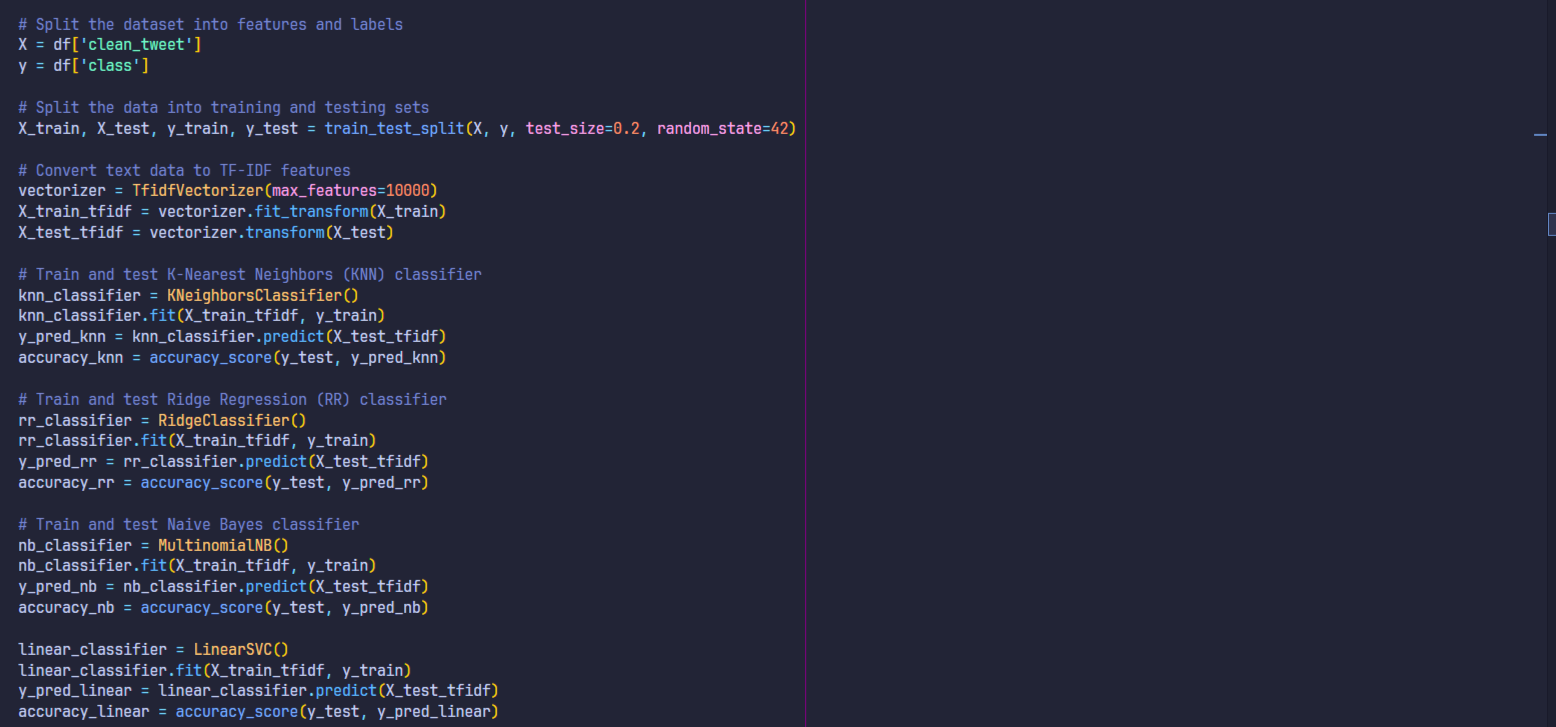 # Split the dataset into features and labels
X = df['clean_tweet']
y = df['class']
# Split the data into training and testing sets
X_train, X_test, y_train, y_test = train_test_split(X, y, test_size=0.2, random_state=42)
# Convert text data to TF-IDF features
vectorizer = TfidfVectorizer(max_features=10000)
X_train_tfidf = vectorizer.fit_transform(X_train)
X_test_tfidf = vectorizer.transform(X_test)
# Train and test K-Nearest Neighbors (KNN) classifier
knn_classifier = KNeighborsClassifier()
knn_classifier.fit(X_train_tfidf, y_train)
y_pred_knn = knn_classifier.predict(X_test_tfidf)
accuracy_knn = accuracy_score(y_test, y_pred_knn)
# Train and test Ridge Regression (RR) classifier
rr_classifier = RidgeClassifier()
rr_classifier.fit(X_train_tfidf, y_train)
y_pred_rr = rr_classifier.predict(X_test_tfidf)
accuracy_rr = accuracy_score(y_test, y_pred_rr)
# Train and test Naive Bayes classifier
nb_classifier = MultinomialNB()
nb_classifier.fit(X_train_tfidf, y_train)
y_pred_nb = nb_classifier.predict(X_test_tfidf)
accuracy_nb = accuracy_score(y_test, y_pred_nb)
linear_classifier = LinearSVC()
linear_classifier.fit(X_train_tfidf, y_train)
y_pred_linear = linear_classifier.predict(X_test_tfidf)
accuracy_linear = accuracy_score(y_test, y_pred_linear)